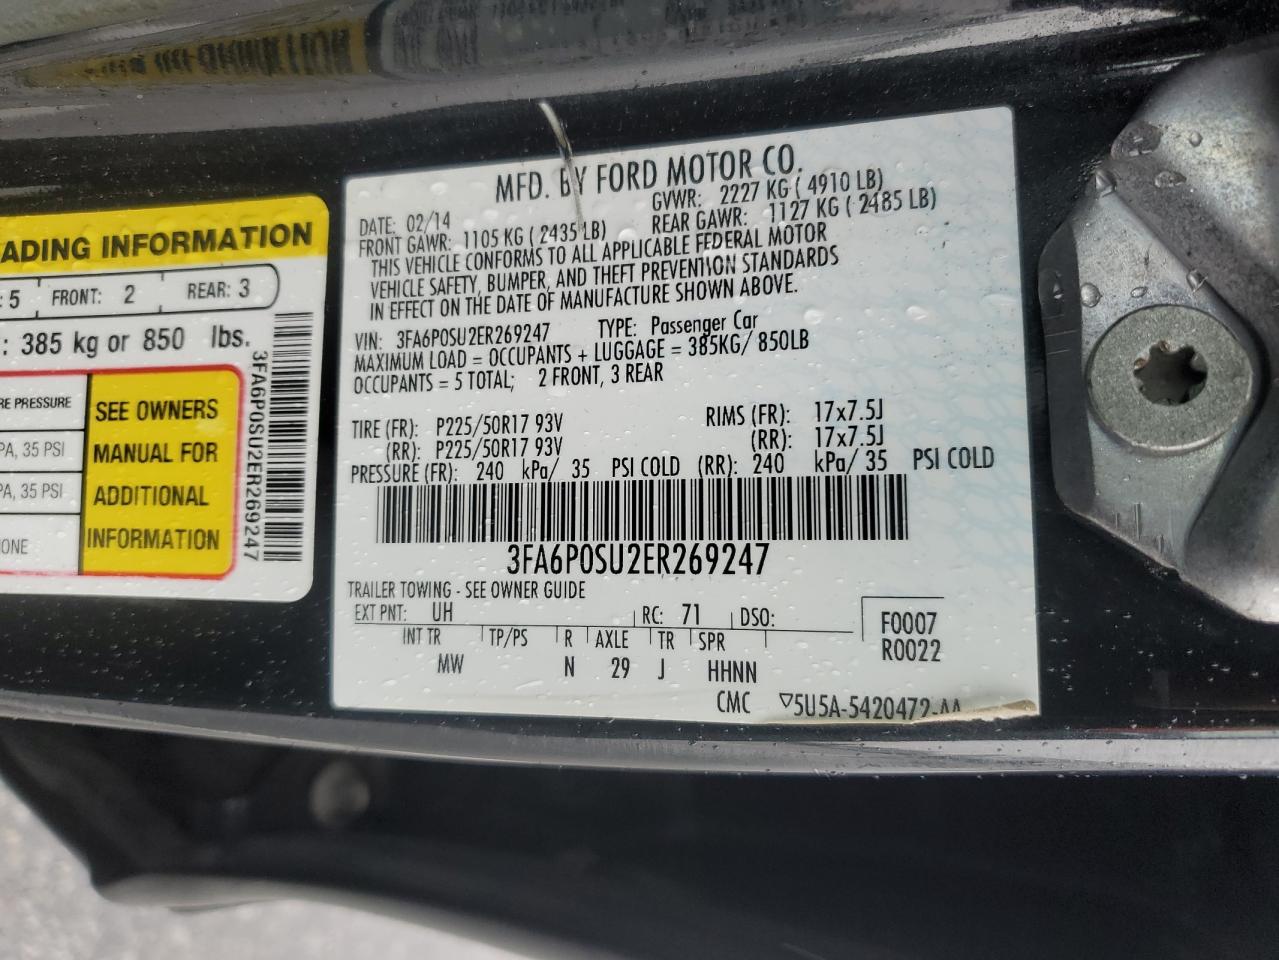 ADING INFORMATION
: 5 FRONT: 2 REAR: 3
: 385 kg or 850 lbs.
RE PRESSURE
PA, 35 PSI
PA, 35 PSI
ONE
SEE OWNERS
MANUAL FOR
ADDITIONAL
INFORMATION
3FA6P0SU2ER269247
MFD. BY FORD MOTOR CO.
DATE: 02/14 GVWR: 2227 KG ( 4910 LB)
FRONT GAWR: 1105 KG ( 2435 LB) REAR GAWR: 1127 KG ( 2485 LB)
THIS VEHICLE CONFORMS TO ALL APPLICABLE FEDERAL MOTOR
VEHICLE SAFETY, BUMPER, AND THEFT PREVENTION STANDARDS
IN EFFECT ON THE DATE OF MANUFACTURE SHOWN ABOVE.
VIN: 3FA6P0SU2ER269247 TYPE: Passenger Car
MAXIMUM LOAD = OCCUPANTS + LUGGAGE = 385KG/ 850LB
OCCUPANTS = 5 TOTAL; 2 FRONT, 3 REAR
TIRE (FR): P225/50R17 93V RIMS (FR): 17x7.5J
(RR): P225/50R17 93V (RR): 17x7.5J
PRESSURE (FR): 240 kPa/ 35 PSI COLD (RR): 240 kPa/ 35 PSI COLD
3FA6P0SU2ER269247
TRAILER TOWING - SEE OWNER GUIDE
EXT PNT: UH RC: 71 DSO: F0007
INT TR TP/PS R AXLE TR SPR R0022
MW N 29 J HHNN
CMC ▽5U5A-5420472-AA